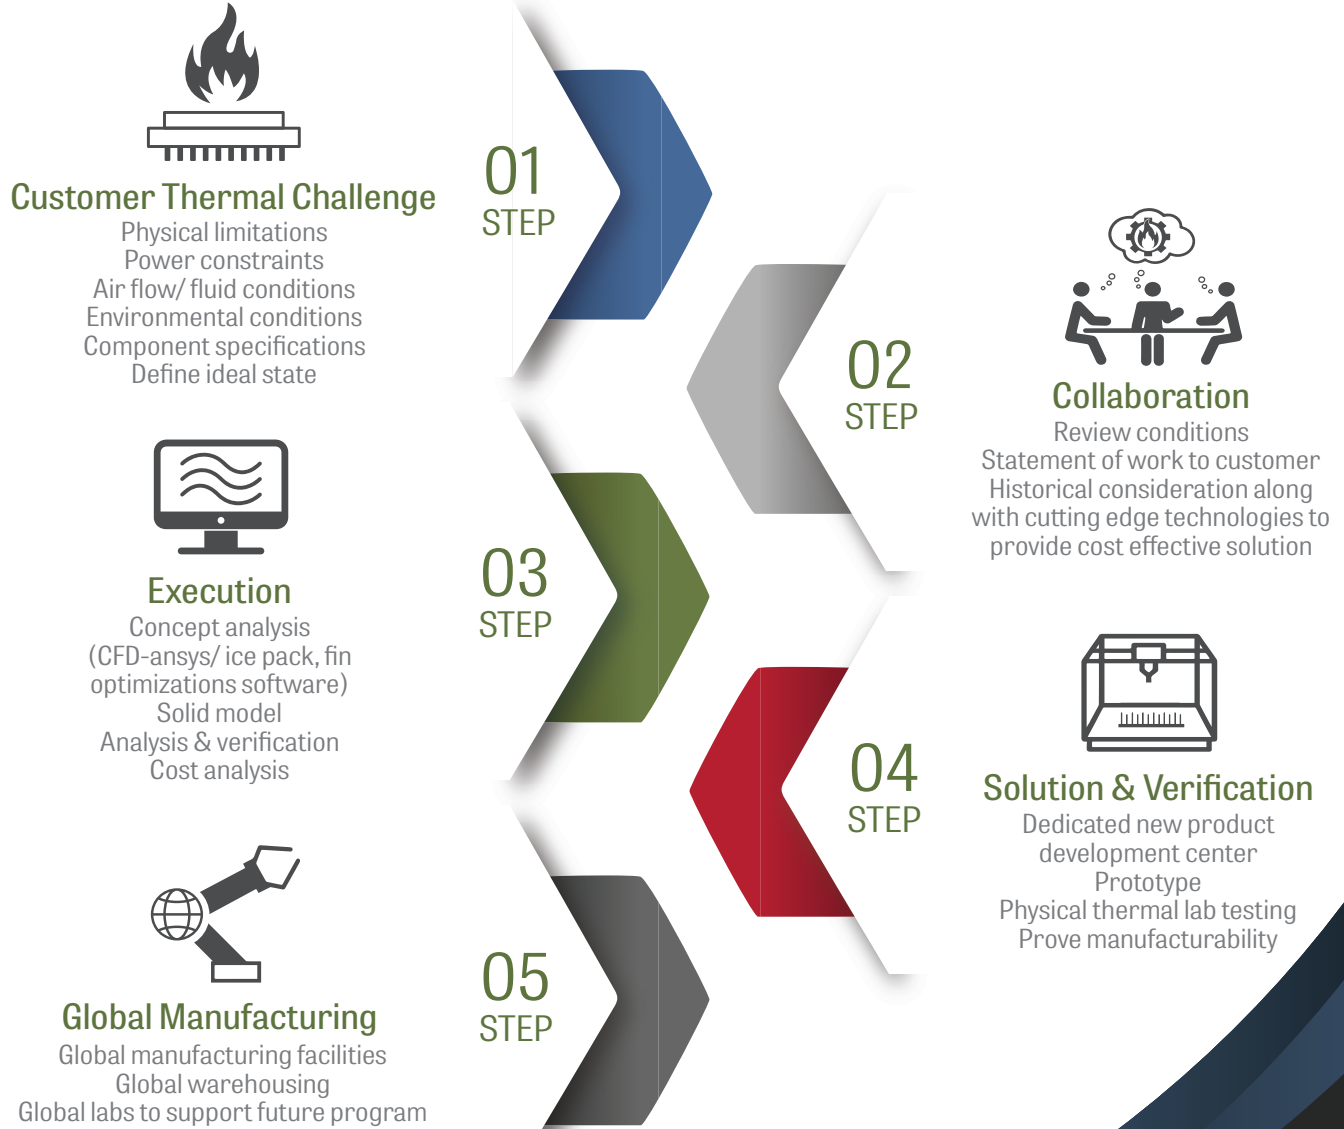 01
STEP
Customer Thermal Challenge
Physical limitations
Power constraints
Air flow/ fluid conditions
Environmental conditions
Component specifications
Define ideal state
02
STEP
Collaboration
Review conditions
Statement of work to customer
Historical consideration along
with cutting edge technologies to
provide cost effective solution
03
STEP
Execution
Concept analysis
(CFD-ansys/ ice pack, fin
optimizations software)
Solid model
Analysis & verification
Cost analysis
04
STEP
Solution & Verification
Dedicated new product
development center
Prototype
Physical thermal lab testing
Prove manufacturability
05
STEP
Global Manufacturing
Global manufacturing facilities
Global warehousing
Global labs to support future program